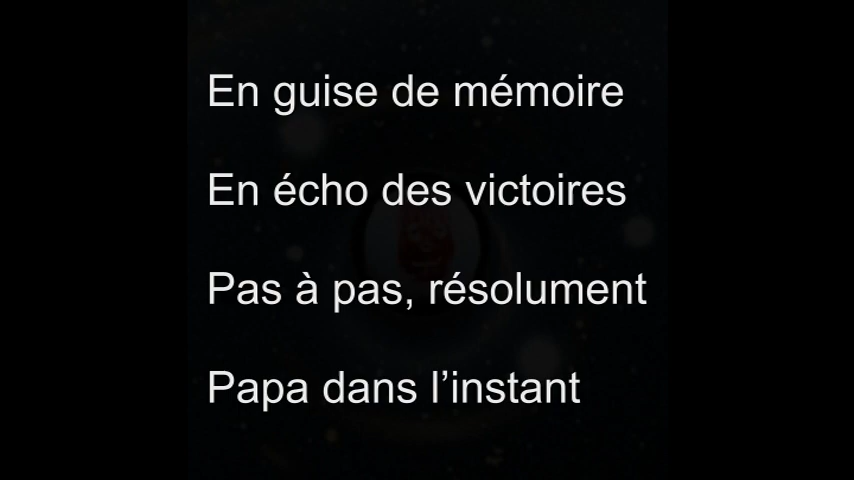 En guise de mémoire
En écho des victoires
Pas à pas, résolument
Papa dans l’instant